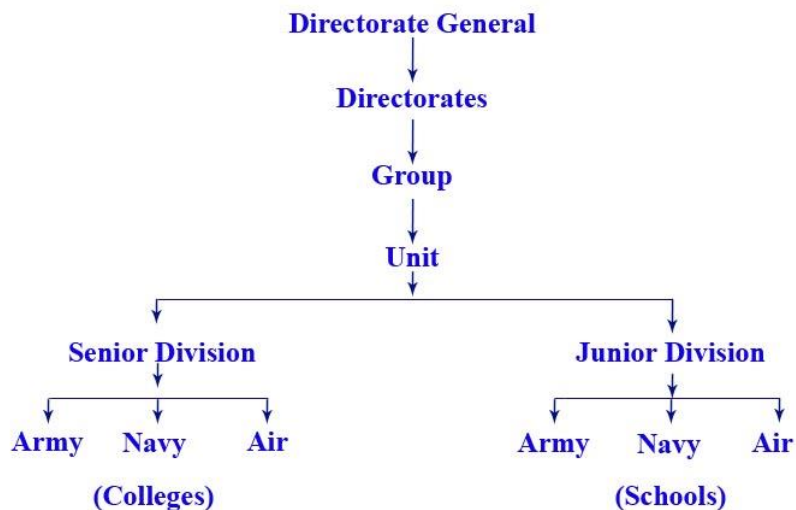 Directorate General
Directorates
Group
Unit
Senior Division Junior Division
Army Navy Air Army Navy Air
(Colleges) (Schools)